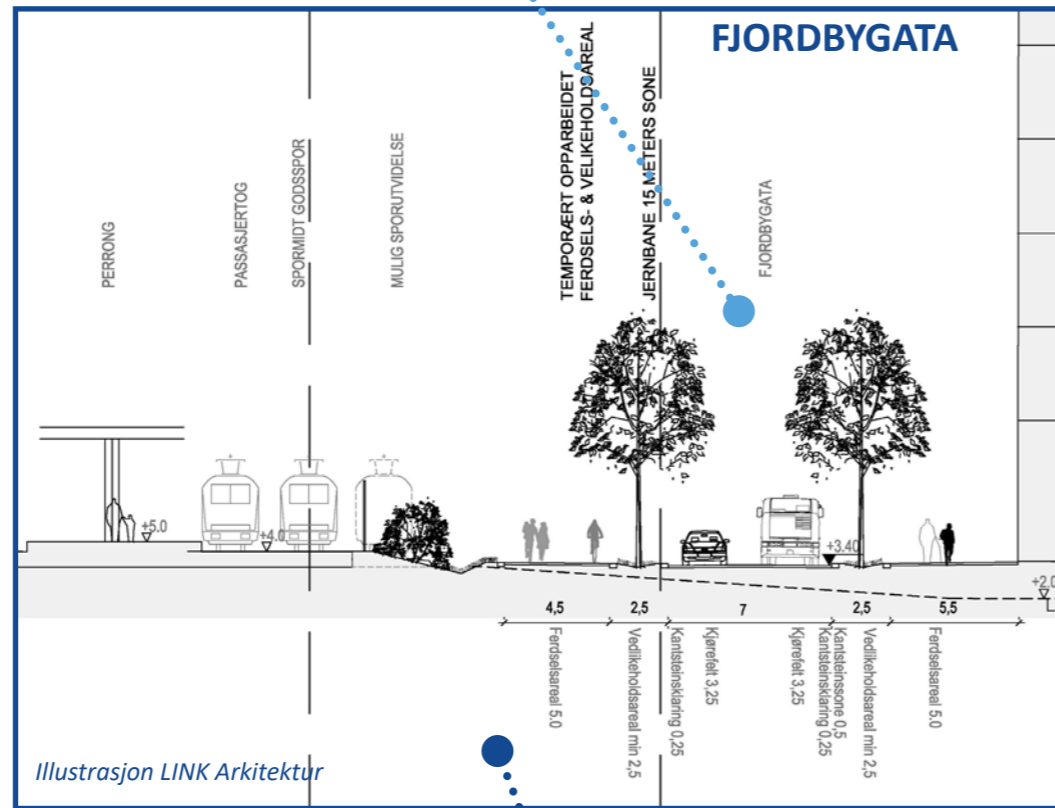 FJORDBYGATA
PERRONG
PASSASJERTOG
SPORMIDT GODSSPOR
MULIG SPORUTVIDELSE
TEMPORÆRT OPPARBEIDET
FERDSELS- & VELIKEHOLDSAREAL
JERNBANE 15 METERS SONE
FJORDBYGATA
+5.0
+4.0
+3.40
+2.0
4,5
2,5
7
2,5
5,5
Ferdselsareal 5.0
Vedlikeholdsareal min 2,5
Kantsteinsklaring 0,25
Kjørefelt 3,25
Kjørefelt 3,25
Kantsteinsklaring 0,25
Kantsteinssone 0,5
Vedlikeholdsareal min 2,5
Ferdselsareal 5.0
Illustrasjon LINK Arkitektur